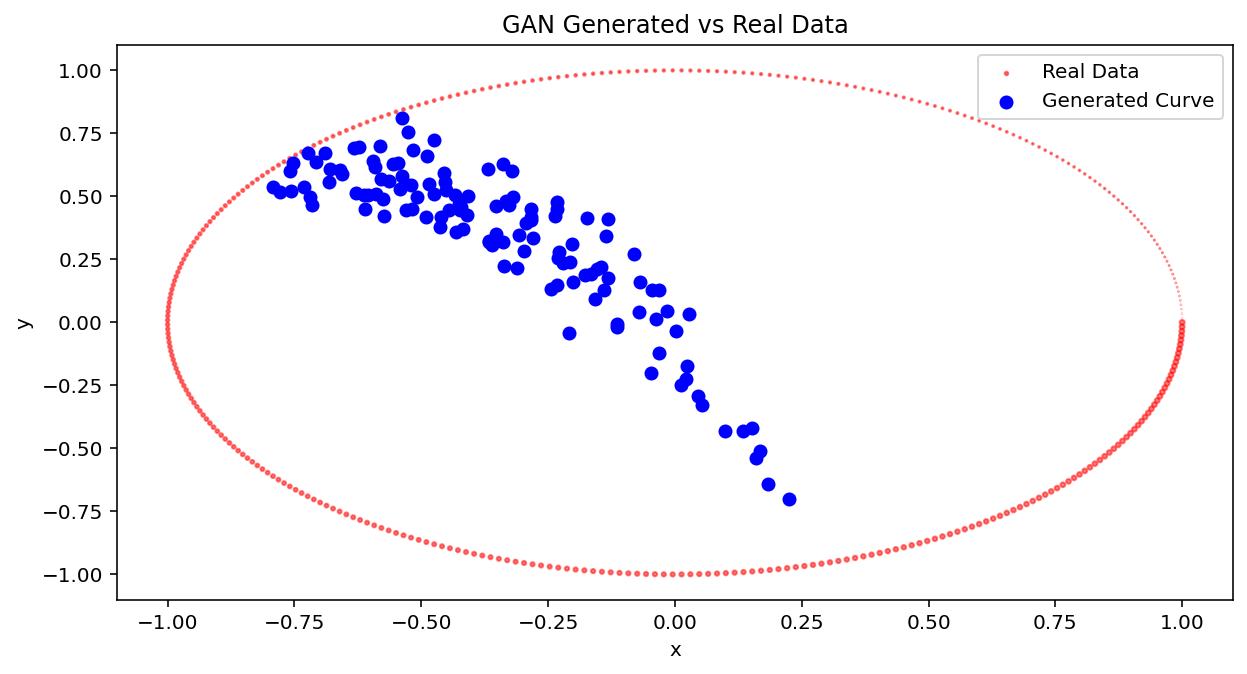 GAN Generated vs Real Data
Real Data
Generated Curve
1.00
0.75
0.50
0.25
0.00
−0.25
−0.50
−0.75
−1.00
y
−1.00 −0.75 −0.50 −0.25 0.00 0.25 0.50 0.75 1.00
x